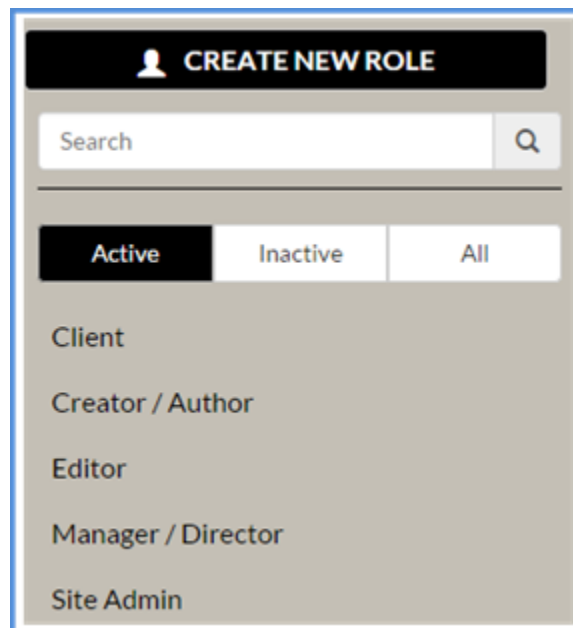 CREATE NEW ROLE
Search
Active Inactive All
Client
Creator / Author
Editor
Manager / Director
Site Admin